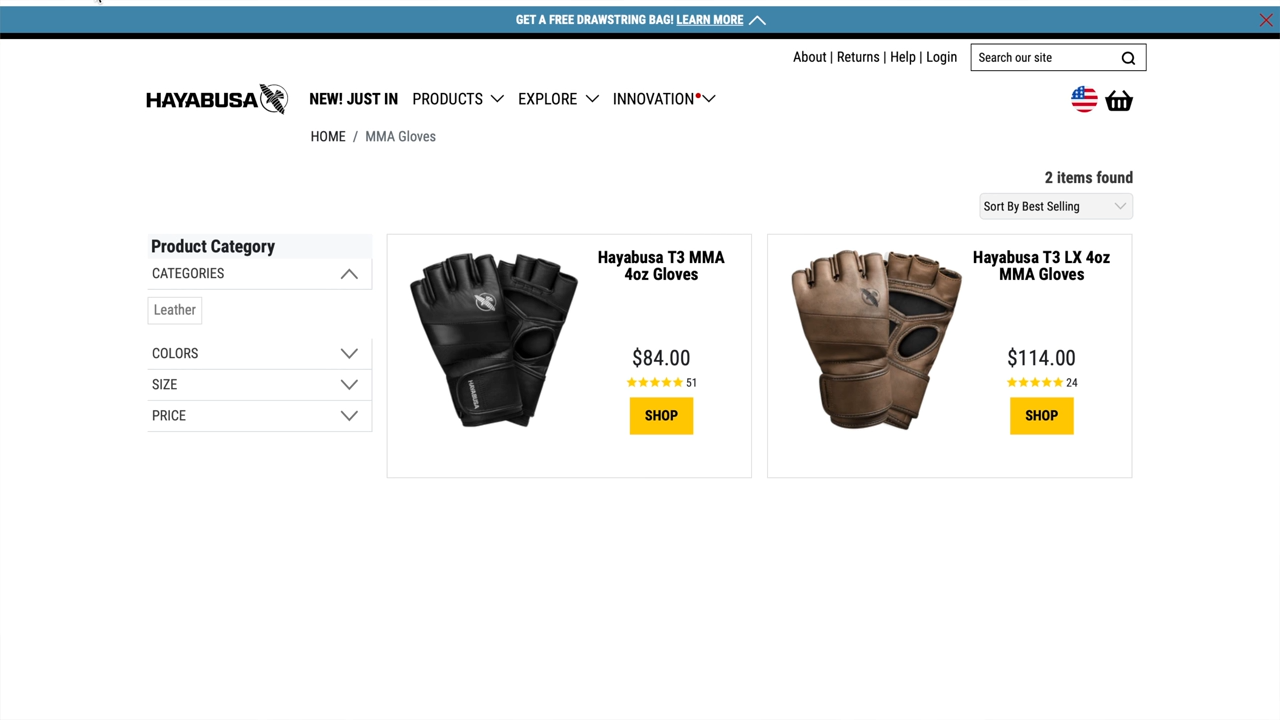 GET A FREE DRAWSTRING BAG! LEARN MORE
About | Returns | Help | Login
Search our site
HAYABUSA
NEW! JUST IN
PRODUCTS
EXPLORE
INNOVATION
HOME / MMA Gloves
2 items found
Sort By Best Selling
Product Category
CATEGORIES
Leather
COLORS
SIZE
PRICE
HAYABUSA
Hayabusa T3 MMA
4oz Gloves
$84.00
51
SHOP
Hayabusa T3 LX 4oz
MMA Gloves
$114.00
24
SHOP